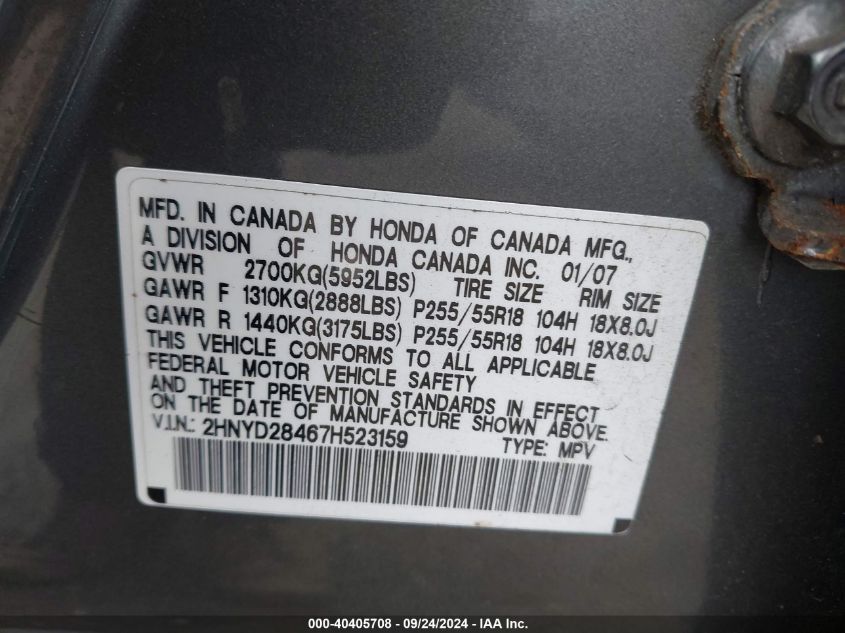 MFD. IN CANADA BY HONDA OF CANADA MFG.,
A DIVISION OF HONDA CANADA INC. 01/07
GVWR 2700KG(5952LBS) TIRE SIZE RIM SIZE
GAWR F 1310KG(2888LBS) P255/55R18 104H 18X8.0J
GAWR R 1440KG(3175LBS) P255/55R18 104H 18X8.0J
THIS VEHICLE CONFORMS TO ALL APPLICABLE
FEDERAL MOTOR VEHICLE SAFETY
AND THEFT PREVENTION STANDARDS IN EFFECT
ON THE DATE OF MANUFACTURE SHOWN ABOVE.
V.I.N.: 2HNYD28467H523159 TYPE: MPV
000-40405708 - 09/24/2024 - IAAI.com